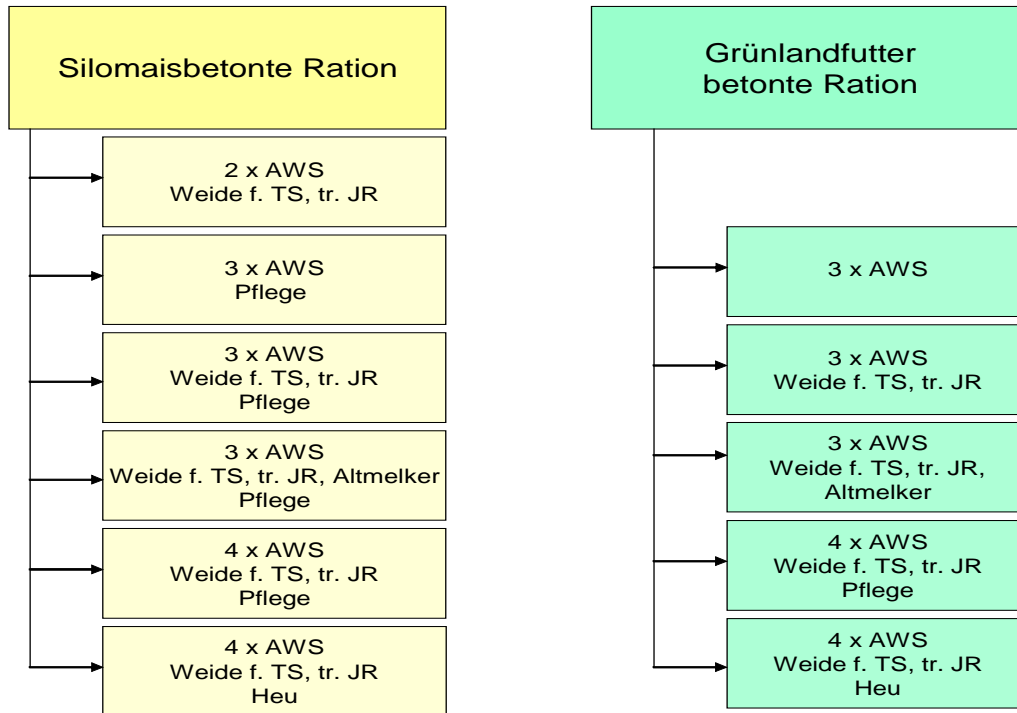 Silomaisbetonte Ration
2 x AWS
Weide f. TS, tr. JR
3 x AWS
Pflege
3 x AWS
Weide f. TS, tr. JR
Pflege
3 x AWS
Weide f. TS, tr. JR, Altmelker
Pflege
4 x AWS
Weide f. TS, tr. JR
Pflege
4 x AWS
Weide f. TS, tr. JR
Heu
Grünlandfutter
betonte Ration
3 x AWS
3 x AWS
Weide f. TS, tr. JR
3 x AWS
Weide f. TS, tr. JR,
Altmelker
4 x AWS
Weide f. TS, tr. JR
Pflege
4 x AWS
Weide f. TS, tr. JR
Heu